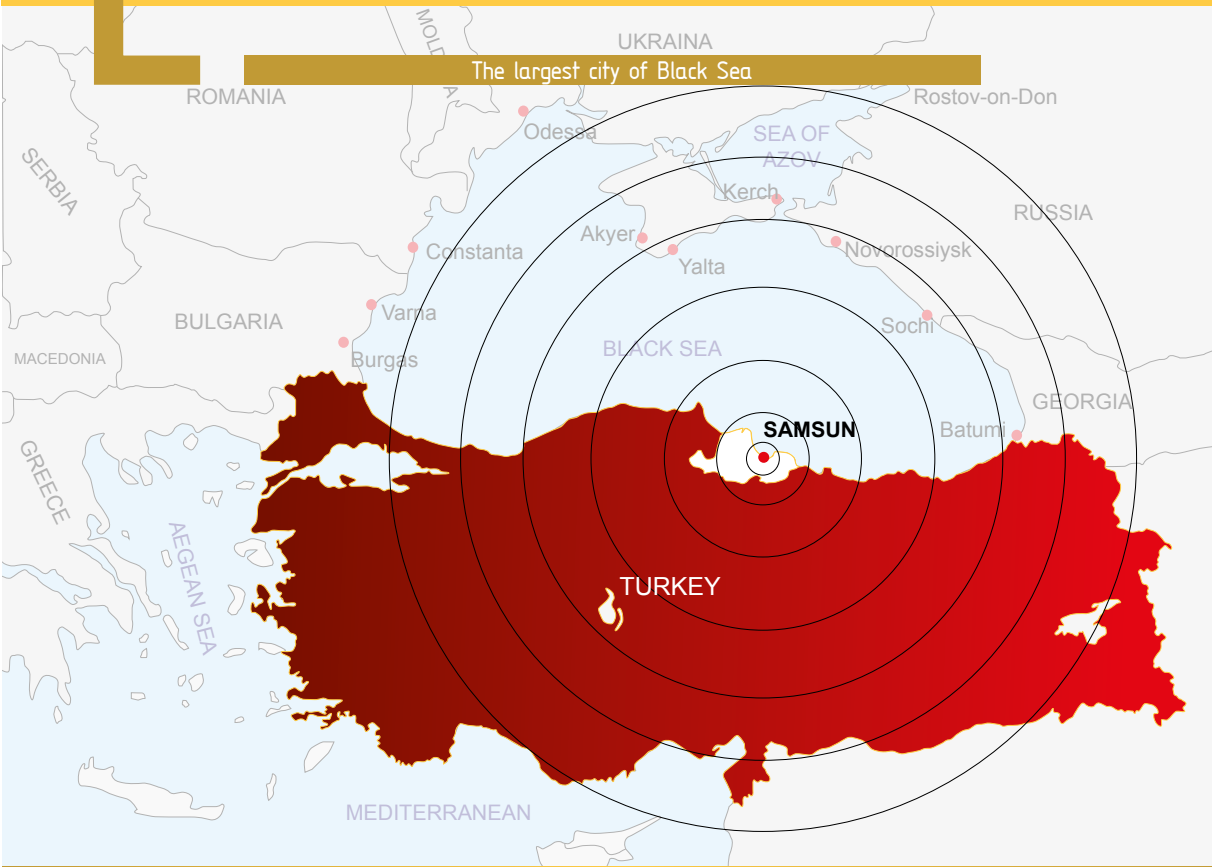 MOLDOVA
UKRAINA
The largest city of Black Sea
ROMANIA
Rostov-on-Don
Odessa
SEA OF
AZOV
SERBIA
Kerch
RUSSIA
Akyer
Novorossiysk
Constanta
Yalta
Varna
BULGARIA
Sochi
BLACK SEA
MACEDONIA
Burgas
GEORGIA
SAMSUN
Batumi
GREECE
AEGEAN SEA
TURKEY
MEDITERRANEAN